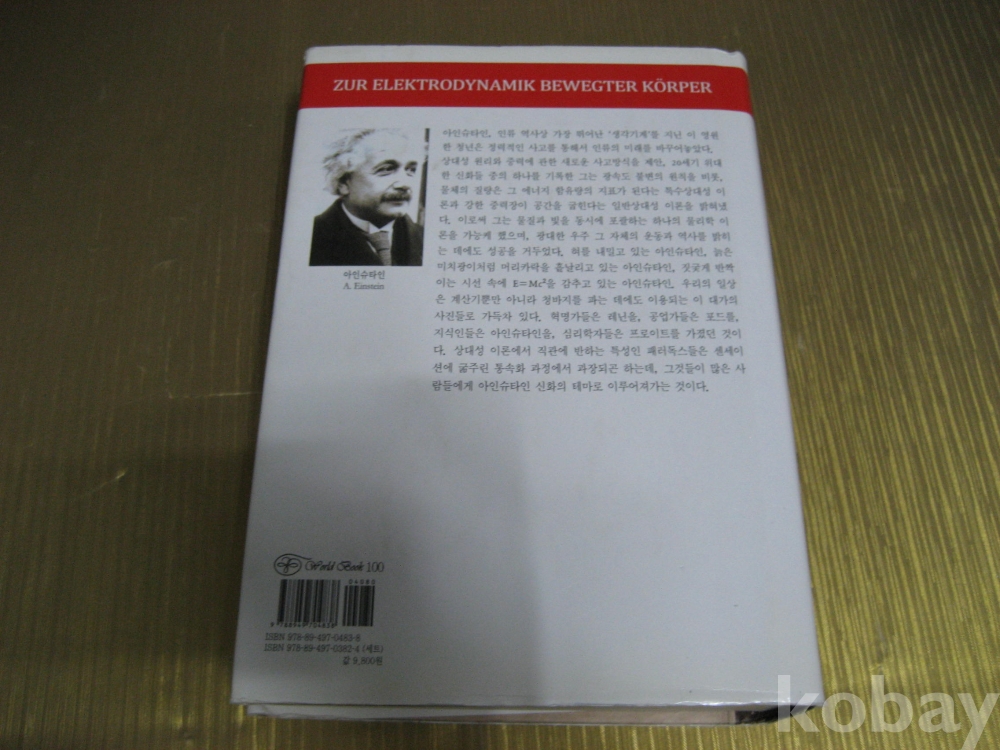 ZUR ELEKTRODYNAMIK BEWEGTER KÖRPER
아인슈타인, 인류 역사상 가장 뛰어난 '생각기계'를 지닌 이 영원
한 청년은 정력적인 사고를 통해서 인류의 미래를 바꾸어놓았다.
상대성 원리와 중력에 관한 새로운 사고방식을 제안, 20세기 위대
한 신화들 중의 하나를 기록한 그는 광속도 불변의 원칙을 비롯,
물체의 질량은 그 에너지 함유량의 지표가 된다는 특수상대성 이
론과 강한 중력장이 공간을 굽힌다는 일반상대성 이론을 밝혀냈
다. 이로써 그는 물질과 빛을 동시에 포괄하는 하나의 물리학 이
론을 가능케 했으며, 광대한 우주 그 자체의 운동과 역사를 밝히
는 데에도 성공을 거두었다. 혀를 내밀고 있는 아인슈타인, 늙은
미치광이처럼 머리카락을 흩날리고 있는 아인슈타인, 짓궂게 반짝
이는 시선 속에 E=Mc²을 감추고 있는 아인슈타인, 우리의 일상
은 계산기뿐만 아니라 청바지를 파는 데에도 이용되는 이 대가의
사진들로 가득차 있다. 혁명가들은 레닌을, 공업가들은 포드를,
지식인들은 아인슈타인을, 심리학자들은 프로이트를 가졌던 것이
다. 상대성 이론에서 직관에 반하는 특성인 패러독스들은 센세이
션에 굶주린 통속화 과정에서 과장되곤 하는데, 그것들이 많은 사
람들에게 아인슈타인 신화의 테마로 이루어져가는 것이다.
아인슈타인
A. Einstein
World Book 100
04080
9 788949 704838
ISBN 978-89-497-0483-8
ISBN 978-89-497-0382-4 (세트)
값 9,800원
kobay